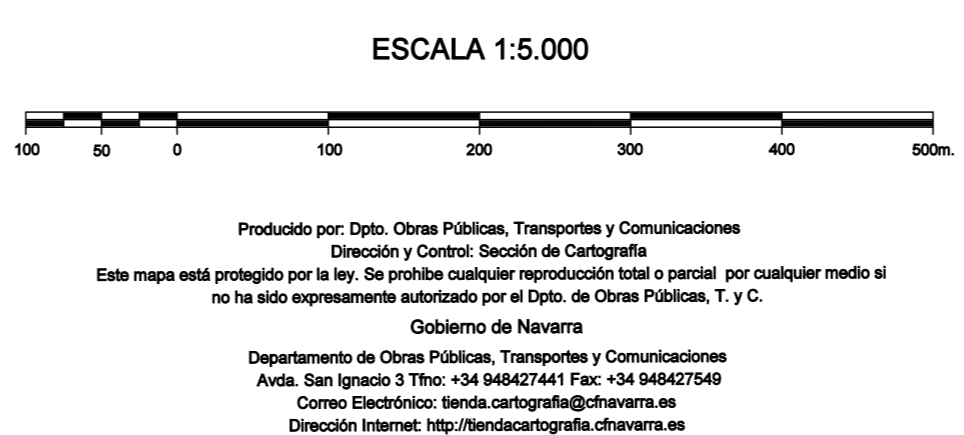 ESCALA 1:5.000
100 50 0 100 200 300 400 500m.
Producido por: Dpto. Obras Públicas, Transportes y Comunicaciones
Dirección y Control: Sección de Cartografía
Este mapa está protegido por la ley. Se prohibe cualquier reproducción total o parcial por cualquier medio si
no ha sido expresamente autorizado por el Dpto. de Obras Públicas, T. y C.
Gobierno de Navarra
Departamento de Obras Públicas, Transportes y Comunicaciones
Avda. San Ignacio 3 Tfno: +34 948427441 Fax: +34 948427549
Correo Electrónico: tienda.cartografia@cfnavarra.es
Dirección Internet: http://tiendacartografia.cfnavarra.es